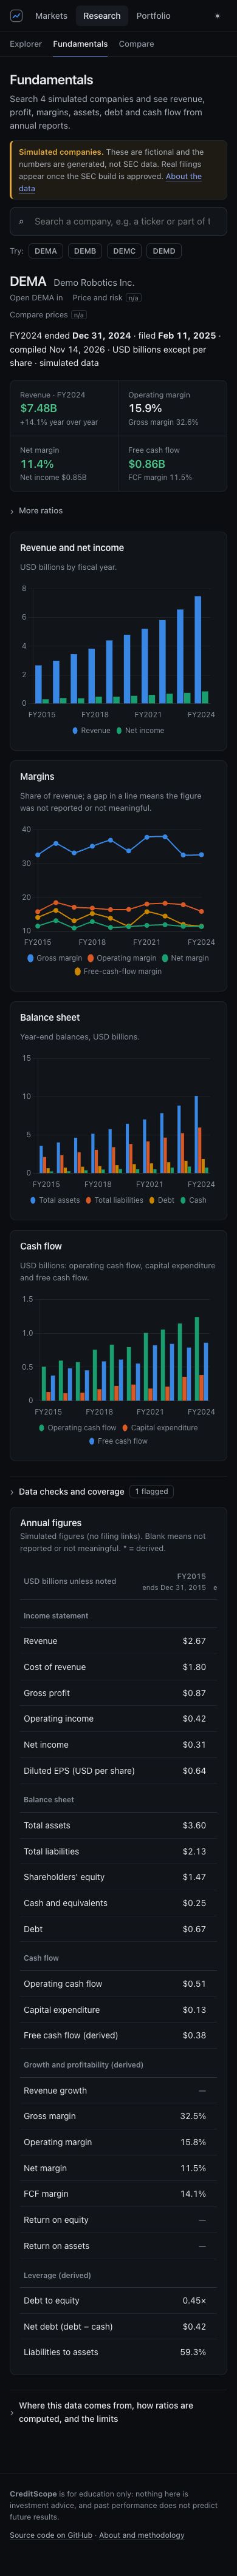 Markets Research Portfolio
Explorer Fundamentals Compare
Fundamentals
Search 4 simulated companies and see revenue,
profit, margins, assets, debt and cash flow from
annual reports.
Simulated companies. These are fictional and the
numbers are generated, not SEC data. Real filings
appear once the SEC build is approved. About the
data
Search a company, e.g. a ticker or part of t
Try: DEMA DEMB DEMC DEMD
DEMA Demo Robotics Inc.
Open DEMA in Price and risk n/a
Compare prices n/a
FY2024 ended Dec 31, 2024 · filed Feb 11, 2025 ·
compiled Nov 14, 2026 · USD billions except per
share · simulated data
Revenue · FY2024
$7.48B
+14.1% year over year
Operating margin
15.9%
Gross margin 32.6%
Net margin
11.4%
Net income $0.85B
Free cash flow
$0.86B
FCF margin 11.5%
More ratios
Revenue and net income
USD billions by fiscal year.
8
6
4
2
0
FY2015 FY2018 FY2021 FY2024
Revenue Net income
Margins
Share of revenue; a gap in a line means the figure
was not reported or not meaningful.
40
30
20
10
FY2015 FY2018 FY2021 FY2024
Gross margin Operating margin Net margin
Free-cash-flow margin
Balance sheet
Year-end balances, USD billions.
15
10
5
0
FY2015 FY2018 FY2021 FY2024
Total assets Total liabilities Debt Cash
Cash flow
USD billions: operating cash flow, capital expenditure
and free cash flow.
1.5
1.0
0.5
0
FY2015 FY2018 FY2021 FY2024
Operating cash flow Capital expenditure
Free cash flow
Data checks and coverage 1 flagged
Annual figures
Simulated figures (no filing links). Blank means not
reported or not meaningful. * = derived.
USD billions unless noted FY2015
ends Dec 31, 2015 e
Income statement
Revenue $2.67
Cost of revenue $1.80
Gross profit $0.87
Operating income $0.42
Net income $0.31
Diluted EPS (USD per share) $0.64
Balance sheet
Total assets $3.60
Total liabilities $2.13
Shareholders' equity $1.47
Cash and equivalents $0.25
Debt $0.67
Cash flow
Operating cash flow $0.51
Capital expenditure $0.13
Free cash flow (derived) $0.38
Growth and profitability (derived)
Revenue growth —
Gross margin 32.5%
Operating margin 15.8%
Net margin 11.5%
FCF margin 14.1%
Return on equity —
Return on assets —
Leverage (derived)
Debt to equity 0.45×
Net debt (debt − cash) $0.42
Liabilities to assets 59.3%
Where this data comes from, how ratios are
computed, and the limits
CreditScope is for education only: nothing here is
investment advice, and past performance does not predict
future results.
Source code on GitHub · About and methodology